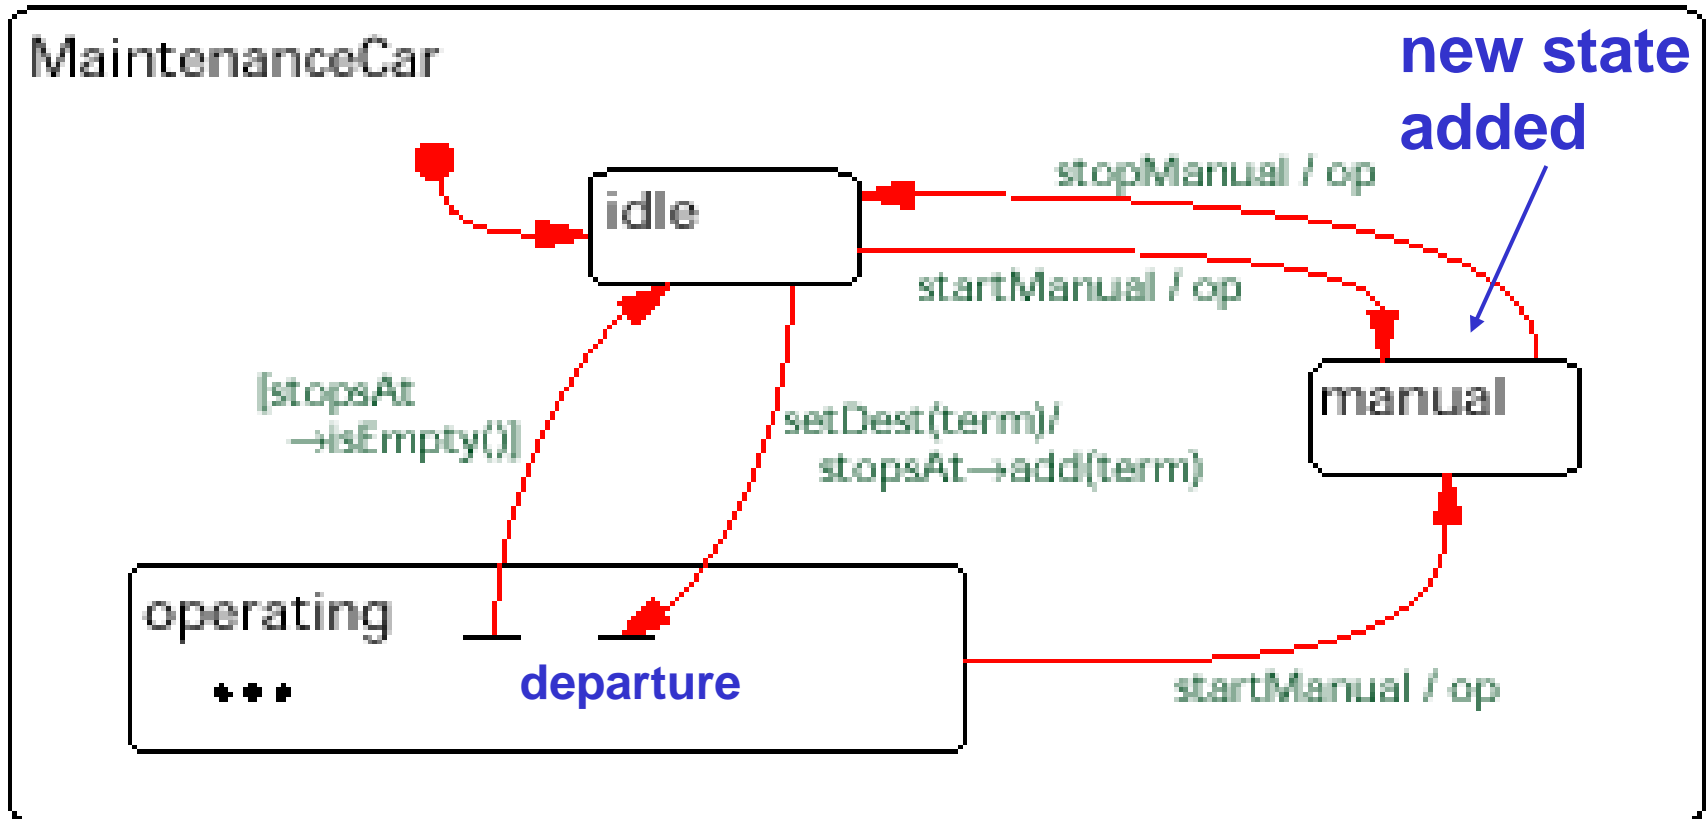 MaintenanceCar
new state
added
stopManual / op
idle
startManual / op
[stopsAt
→isEmpty()]
setDest(term)/
stopsAt→add(term)
manual
operating
departure
•••
startManual / op